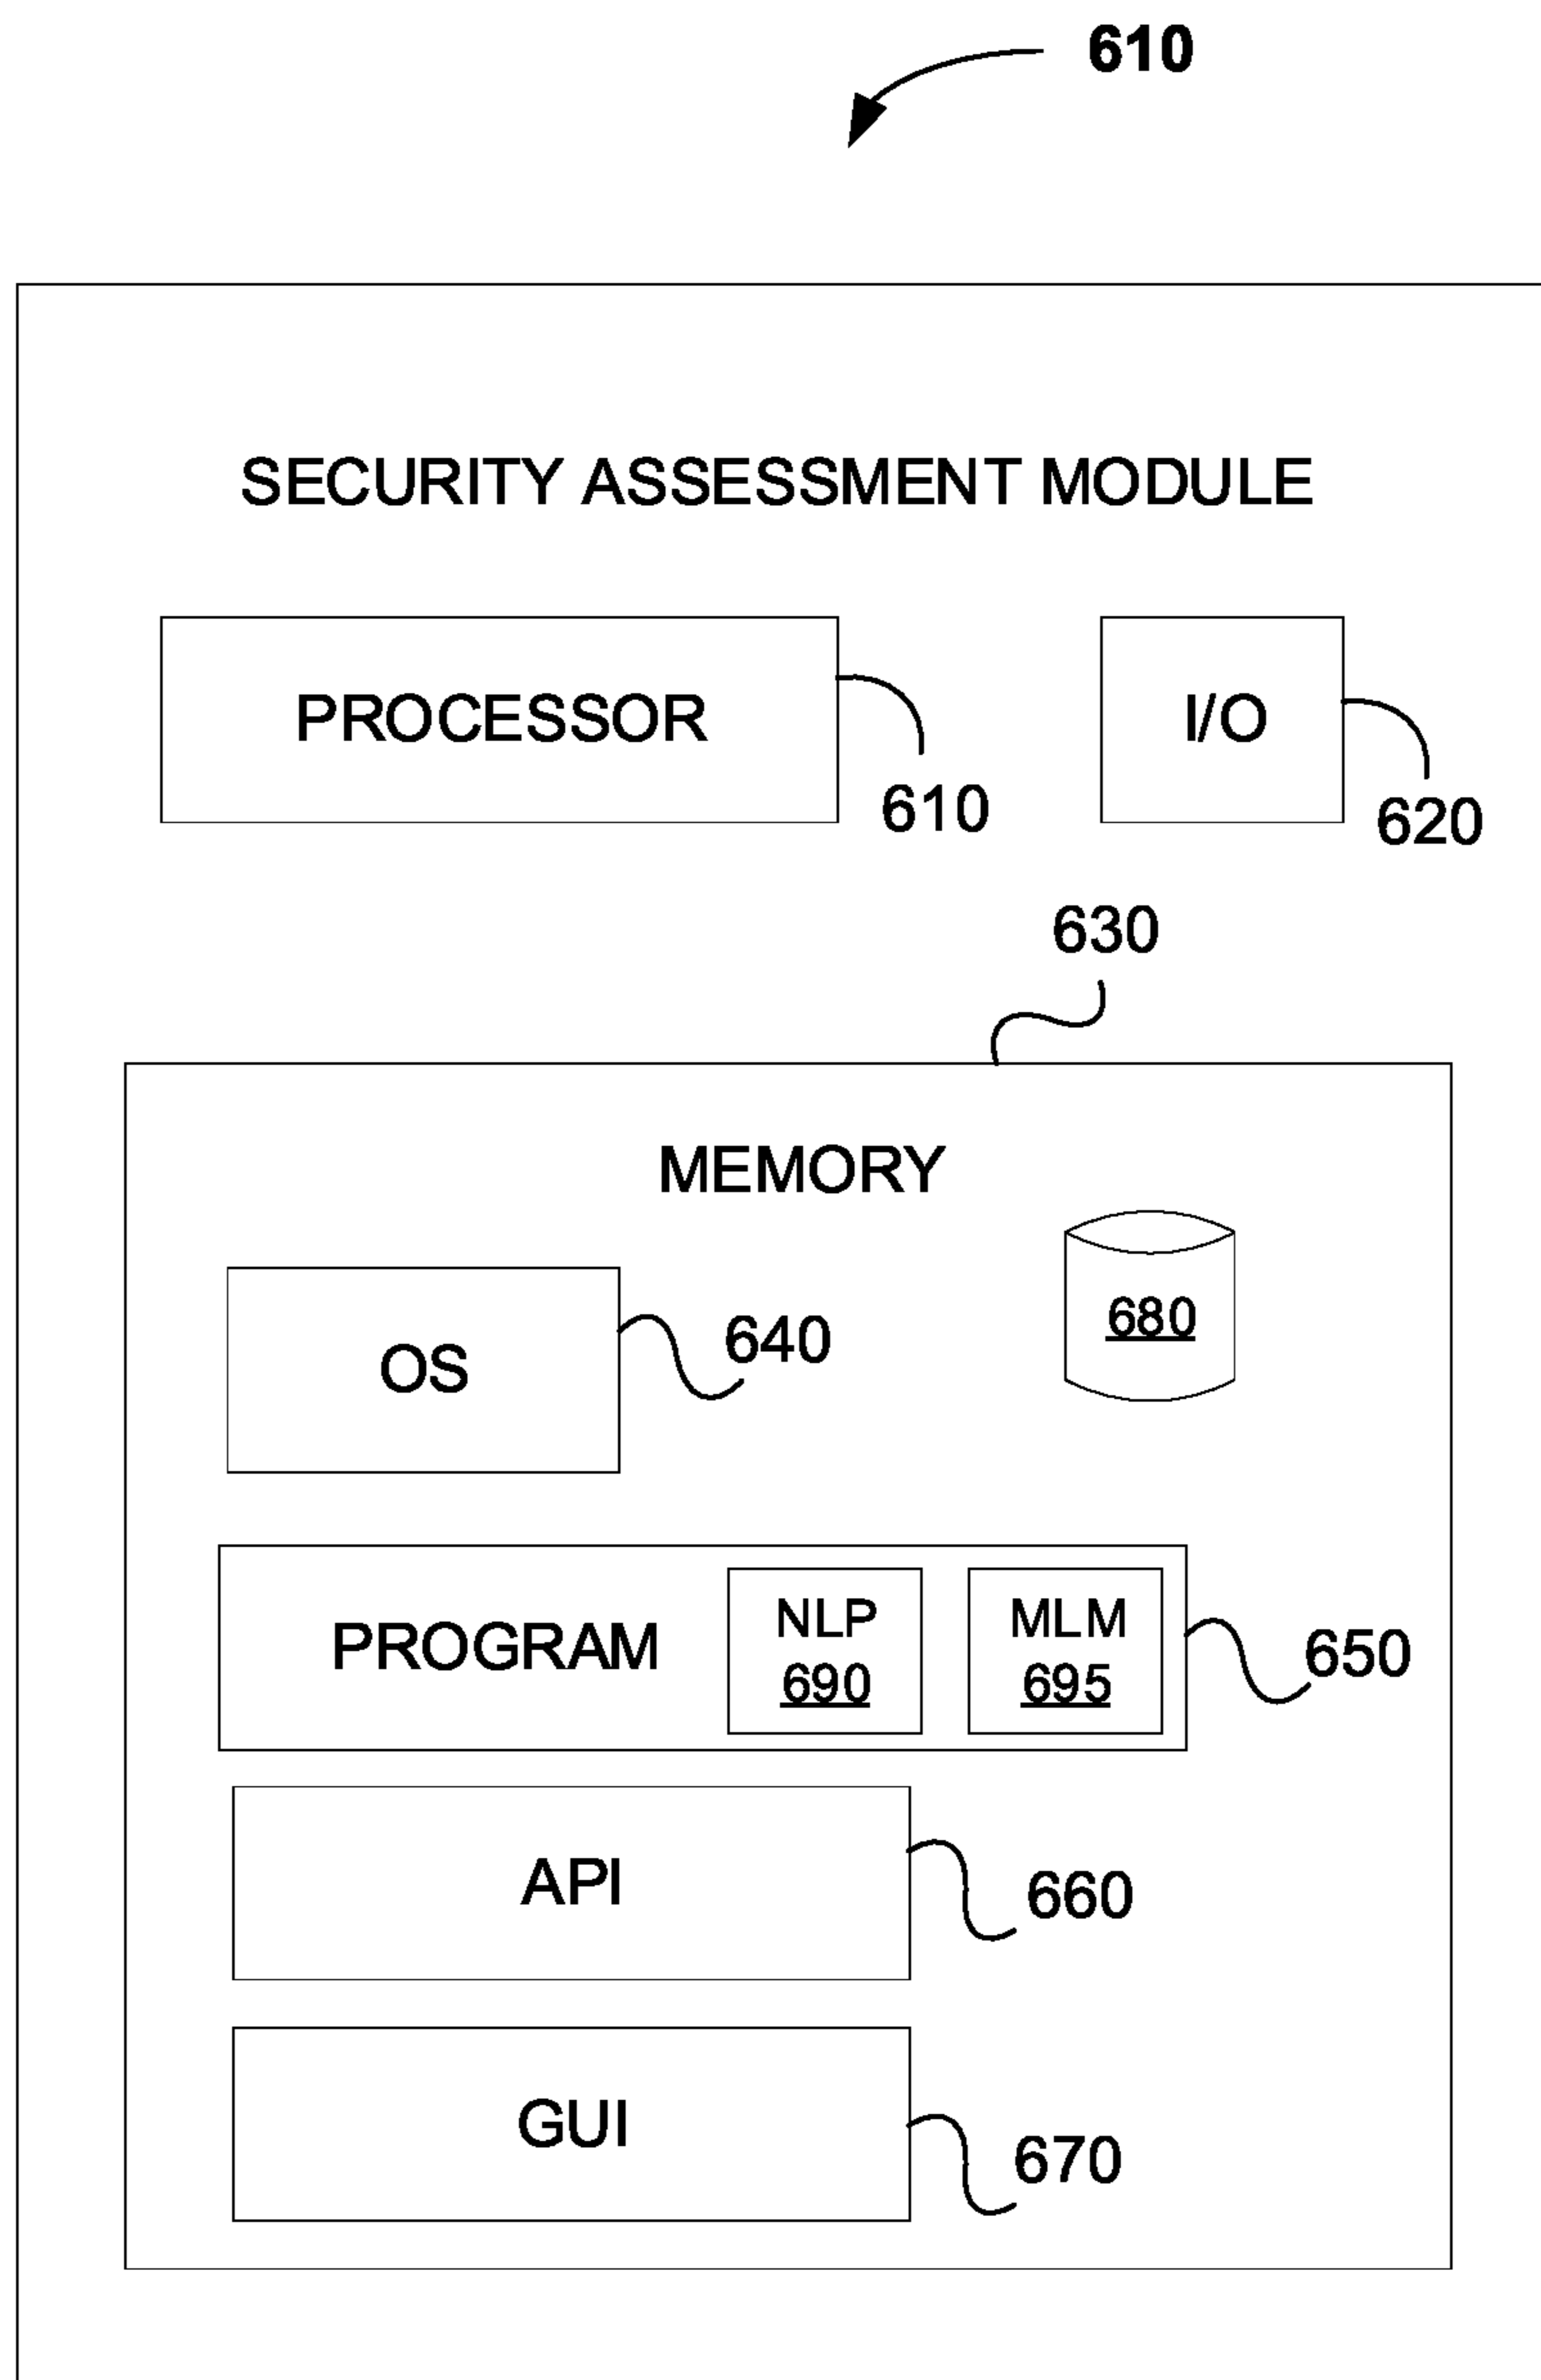 610
SECURITY ASSESSMENT MODULE
PROCESSOR
I/O
610
620
630
MEMORY
680
OS
640
PROGRAM
NLP
690
MLM
695
650
API
660
GUI
670